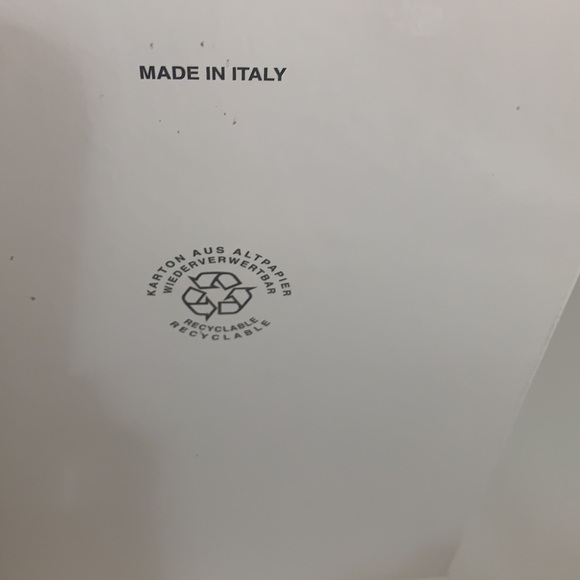 MADE IN ITALY
KARTON AUS ALTPAPIER
WIEDERVERWERTBAR
RECYCLABLE
RECYCLABLE